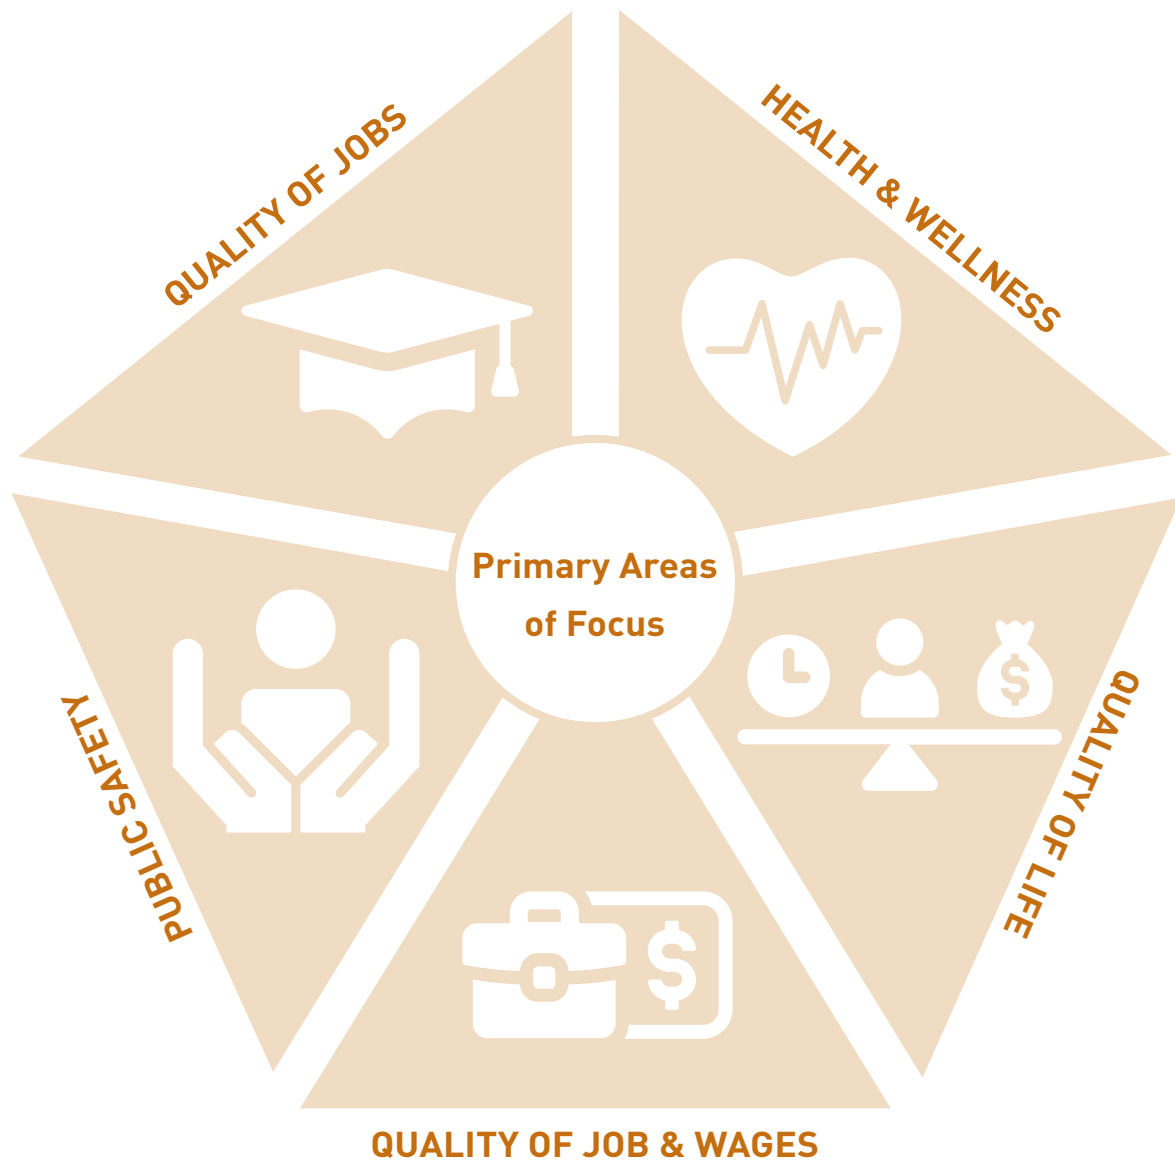 QUALITY OF JOBS
HEALTH & WELLNESS
Primary Areas
of Focus
PUBLIC SAFETY
QUALITY OF LIFE
$
$
QUALITY OF JOB & WAGES